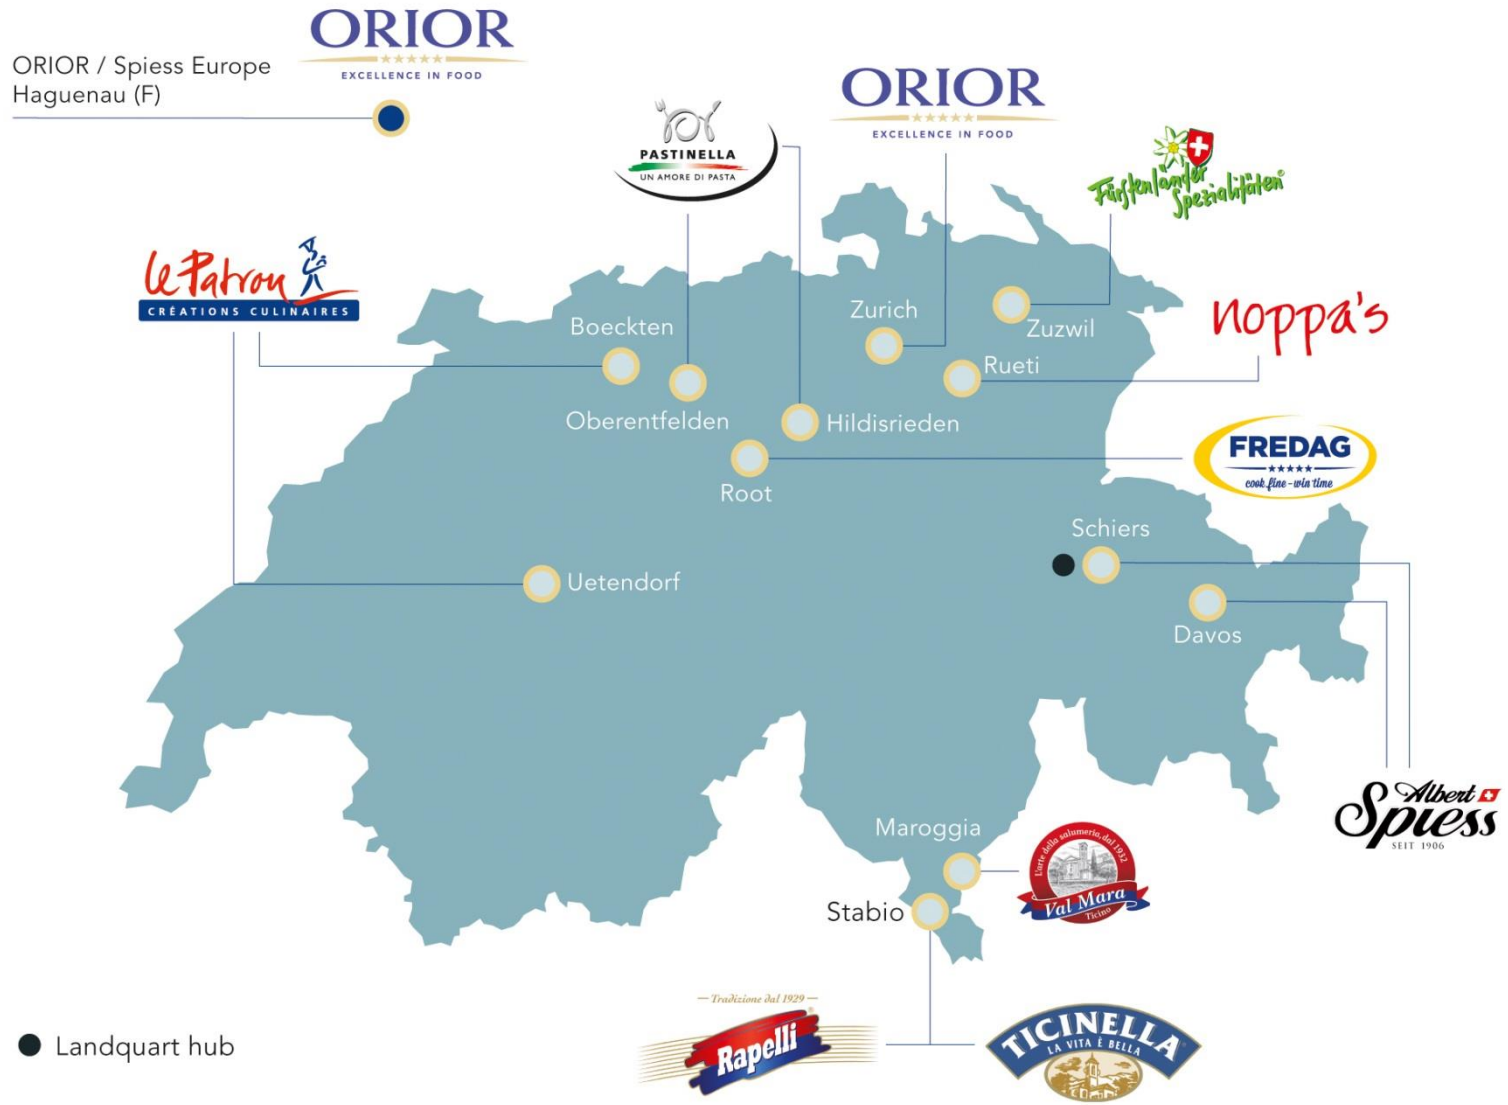 ORIOR
EXCELLENCE IN FOOD
ORIOR / Spiess Europe
Haguenau (F)
ORIOR
EXCELLENCE IN FOOD
PASTINELLA
UN AMORE DI PASTA
Fürstenländer
Spezialitäten
le Patron
CRÉATIONS CULINAIRES
noppa's
Boeckten
Zurich
Zuzwil
Rueti
Oberentfelden
Hildisrieden
FREDAG
cook fine - win time
Root
Schiers
Uetendorf
Davos
Albert
Spiess
SEIT 1906
Maroggia
L'arte della salumeria, dal 1932
Val Mara
Ticino
Stabio
Tradizione dal 1929
Rapelli
TICINELLA
LA VITA È BELLA
Landquart hub